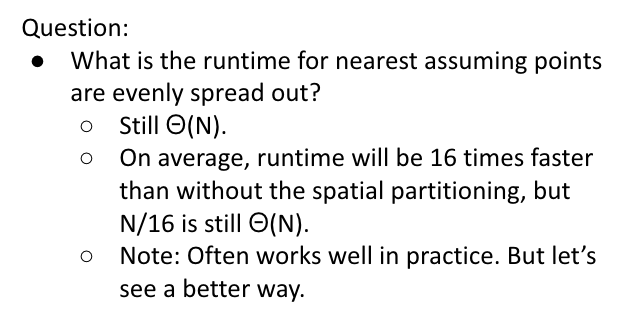 Question:
● What is the runtime for nearest assuming points
are evenly spread out?
○ Still Θ(N).
○ On average, runtime will be 16 times faster
than without the spatial partitioning, but
N/16 is still Θ(N).
○ Note: Often works well in practice. But let’s
see a better way.